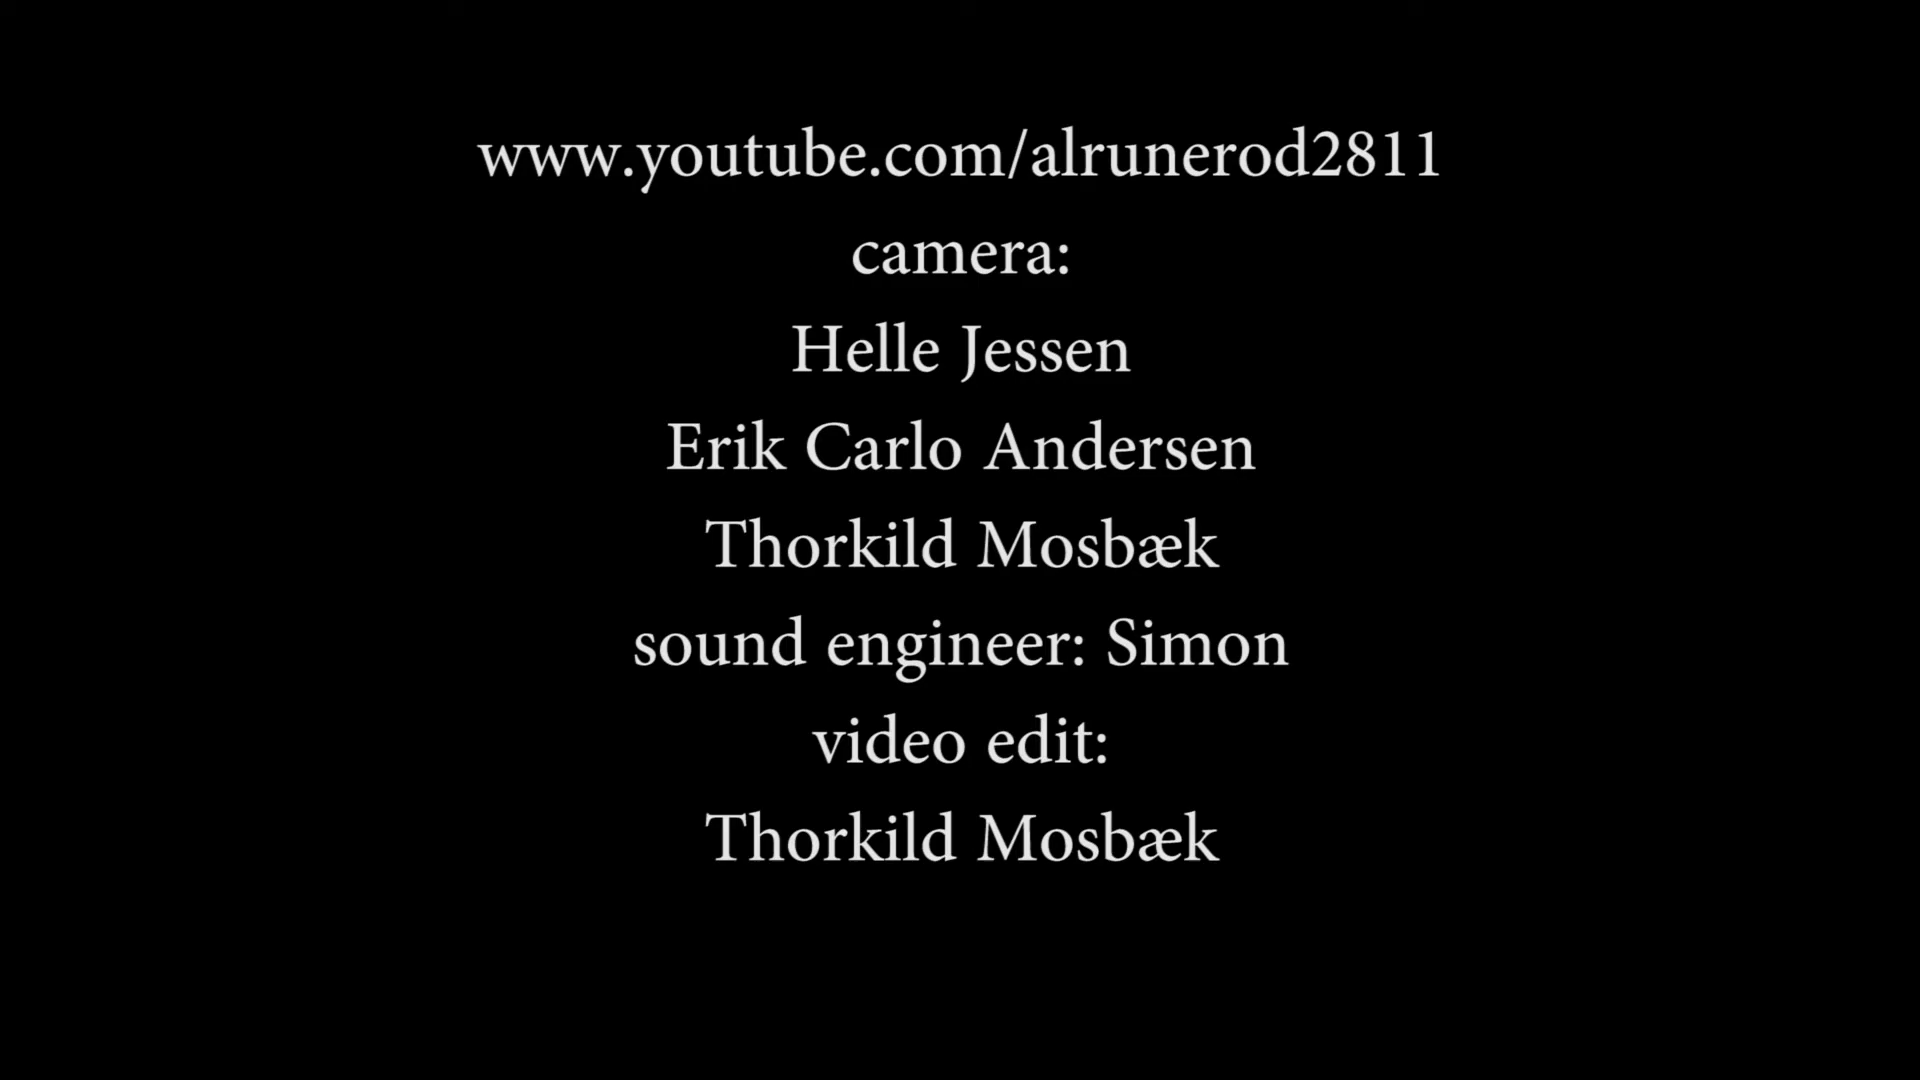 www.youtube.com/alrunerod2811
camera:
Helle Jessen
Erik Carlo Andersen
Thorkild Mosbæk
sound engineer: Simon
video edit:
Thorkild Mosbæk